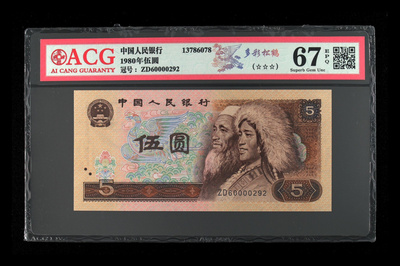 ACG
AI CANG GUARANTY
中国人民银行
1980年伍圆
冠号：ZD60000292
13786078
多彩松鹤
(☆☆☆)
67 EPQ
Superb Gem Unc
中国人民银行
5
伍圆
ZD60000292
5
5